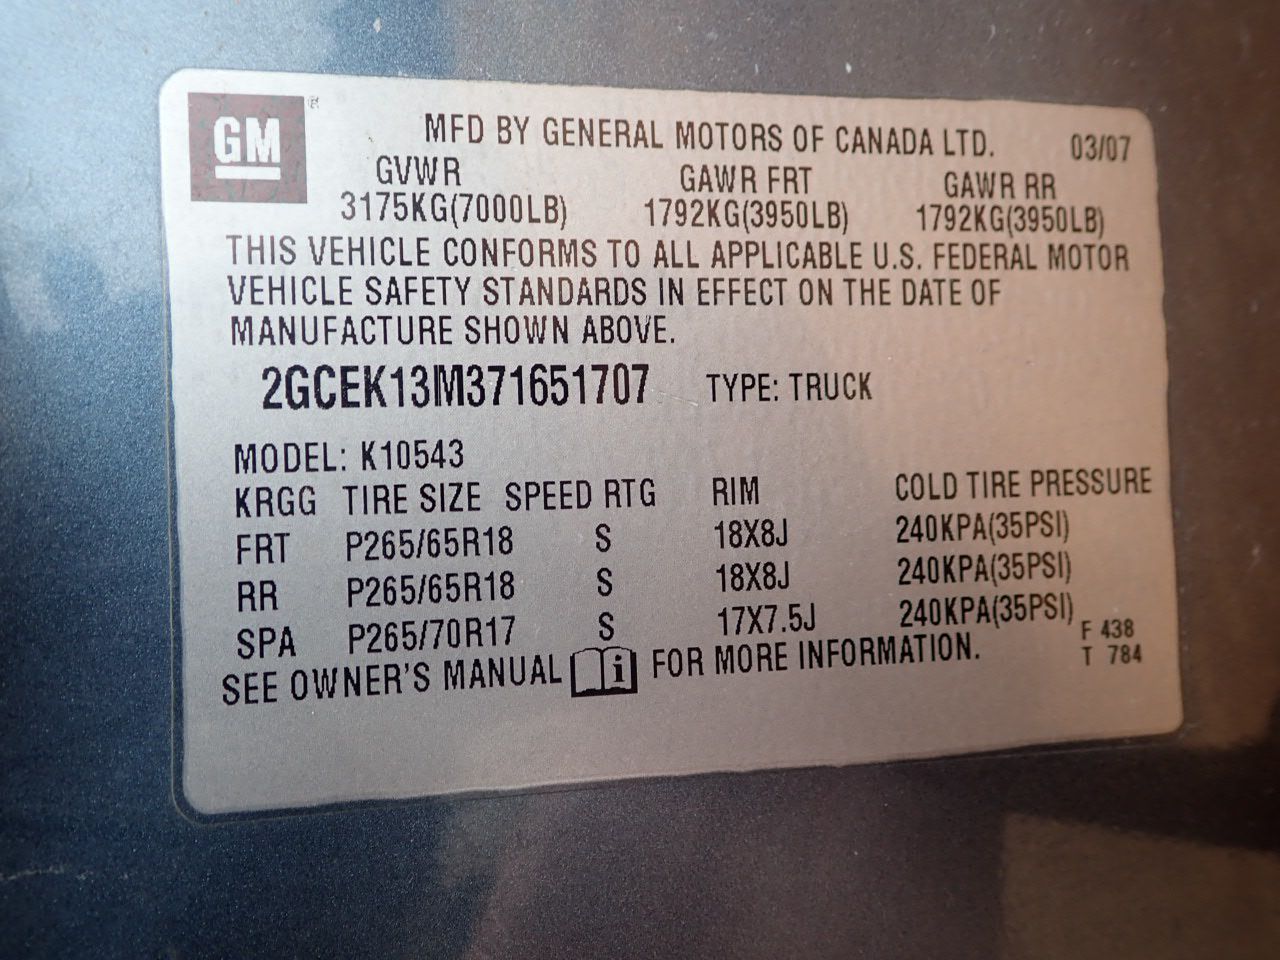 GM®
MFD BY GENERAL MOTORS OF CANADA LTD. 03/07
GVWR GAWR FRT GAWR RR
3175KG(7000LB) 1792KG(3950LB) 1792KG(3950LB)
THIS VEHICLE CONFORMS TO ALL APPLICABLE U.S. FEDERAL MOTOR
VEHICLE SAFETY STANDARDS IN EFFECT ON THE DATE OF
MANUFACTURE SHOWN ABOVE.
2GCEK13M371651707 TYPE: TRUCK
MODEL: K10543
KRGG TIRE SIZE SPEED RTG RIM COLD TIRE PRESSURE
FRT P265/65R18 S 18X8J 240KPA(35PSI)
RR P265/65R18 S 18X8J 240KPA(35PSI)
SPA P265/70R17 S 17X7.5J 240KPA(35PSI)
SEE OWNER'S MANUAL i FOR MORE INFORMATION.
F 438
T 784